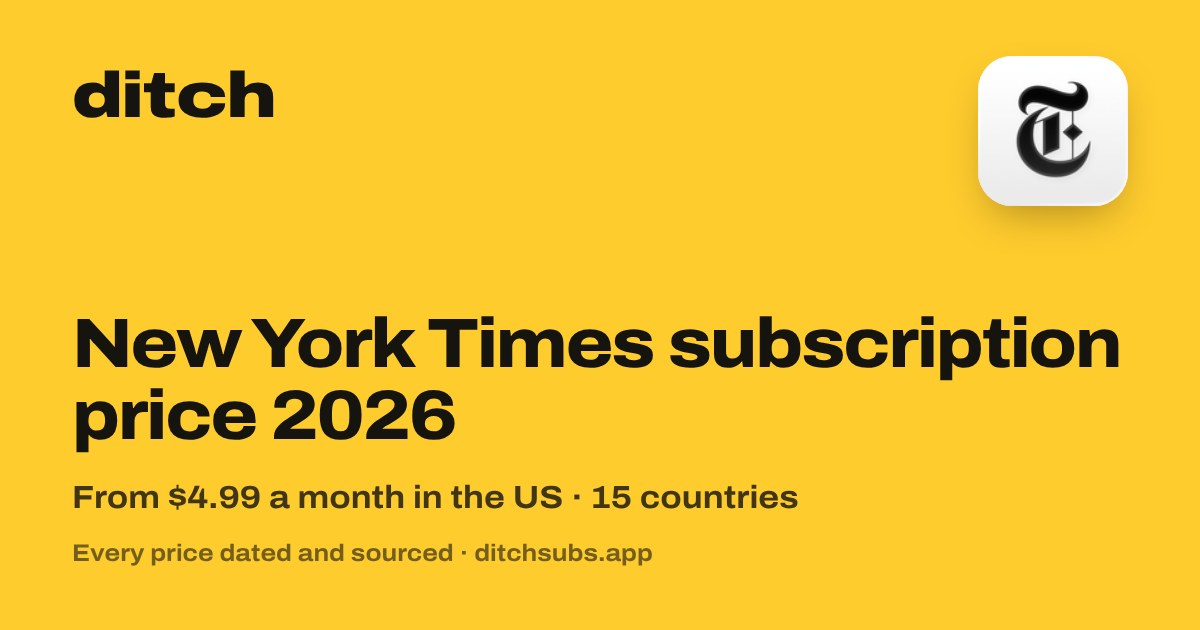 ditch
T
New York Times subscription
price 2026
From $4.99 a month in the US · 15 countries
Every price dated and sourced · ditchsubs.app